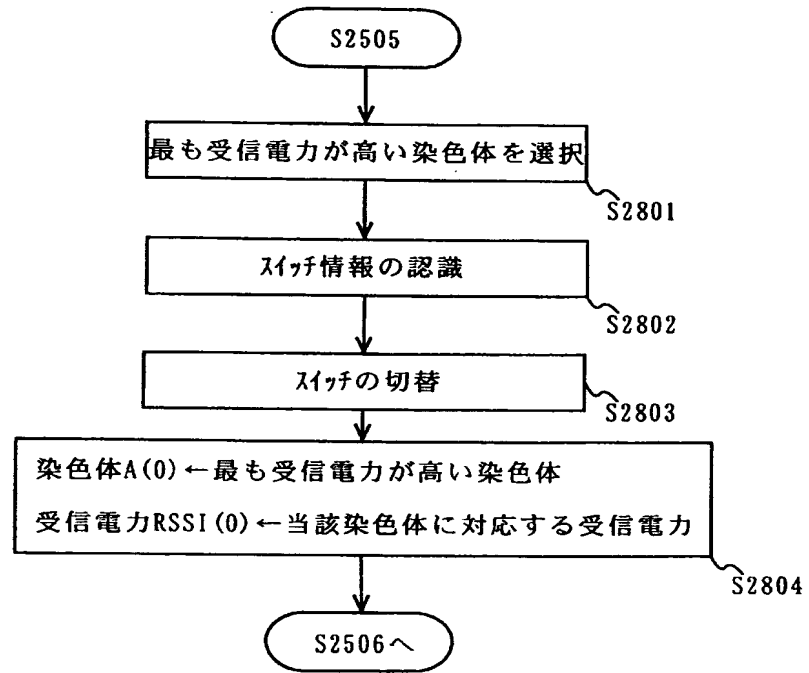 S2505
最も受信電力が高い染色体を選択
S2801
ｽｲｯﾁ情報の認識
S2802
ｽｲｯﾁの切替
S2803
染色体A(0)←最も受信電力が高い染色体
受信電力RSSI(0)←当該染色体に対応する受信電力
S2804
S2506へ